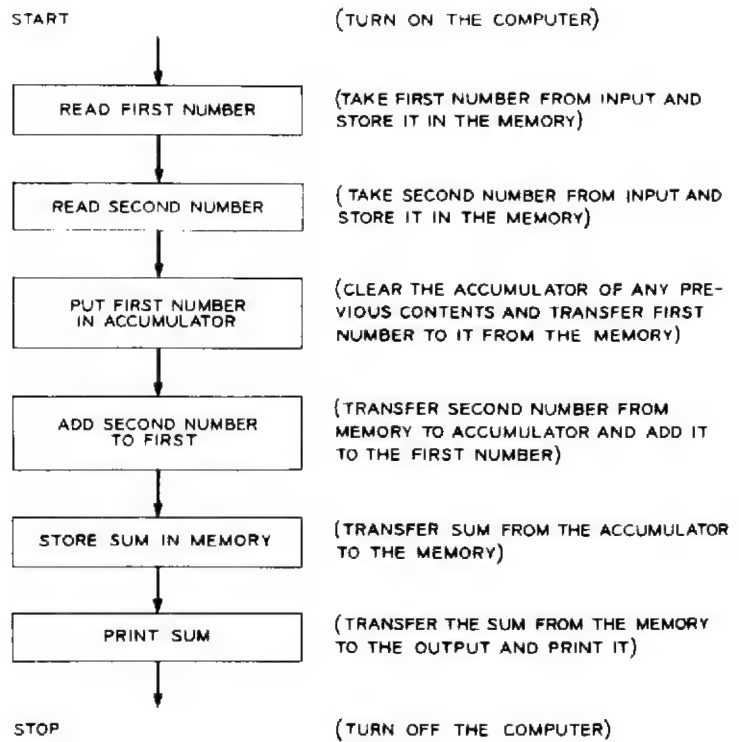 START
(TURN ON THE COMPUTER)
READ FIRST NUMBER
(TAKE FIRST NUMBER FROM INPUT AND
STORE IT IN THE MEMORY)
READ SECOND NUMBER
(TAKE SECOND NUMBER FROM INPUT AND
STORE IT IN THE MEMORY)
PUT FIRST NUMBER
IN ACCUMULATOR
(CLEAR THE ACCUMULATOR OF ANY PRE-
VIOUS CONTENTS AND TRANSFER FIRST
NUMBER TO IT FROM THE MEMORY)
ADD SECOND NUMBER
TO FIRST
(TRANSFER SECOND NUMBER FROM
MEMORY TO ACCUMULATOR AND ADD IT
TO THE FIRST NUMBER)
STORE SUM IN MEMORY
(TRANSFER SUM FROM THE ACCUMULATOR
TO THE MEMORY)
PRINT SUM
(TRANSFER THE SUM FROM THE MEMORY
TO THE OUTPUT AND PRINT IT)
STOP
(TURN OFF THE COMPUTER)